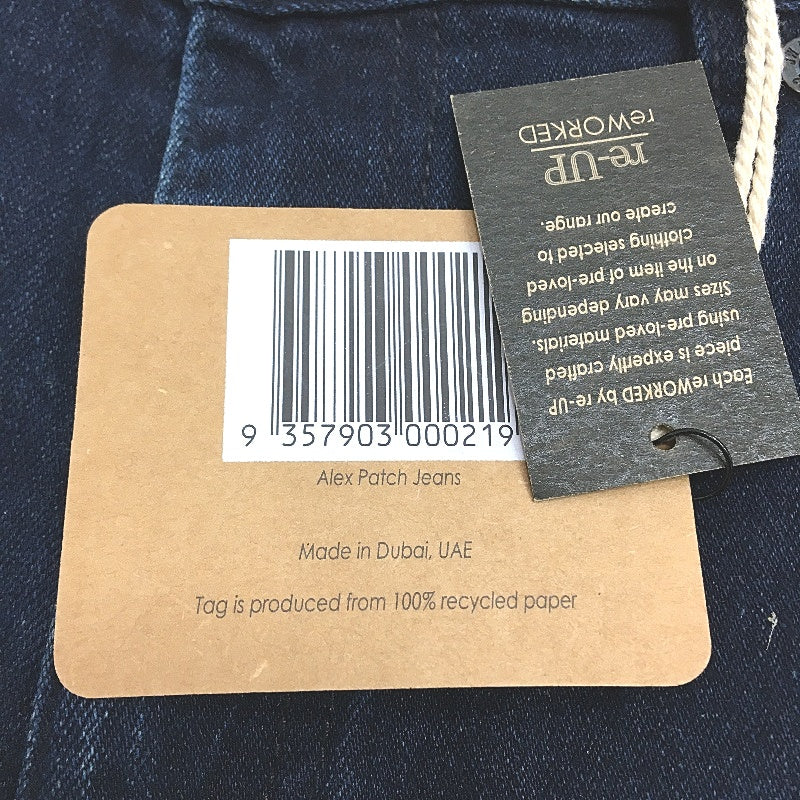 9 357903 000219
Alex Patch Jeans
Made in Dubai, UAE
Tag is produced from 100% recycled paper
Each reWORKED by re-UP
piece is expertly crafted
using pre-loved materials.
Sizes may vary depending
on the item of pre-loved
clothing selected to
create our range.
re-UP
reWORKED